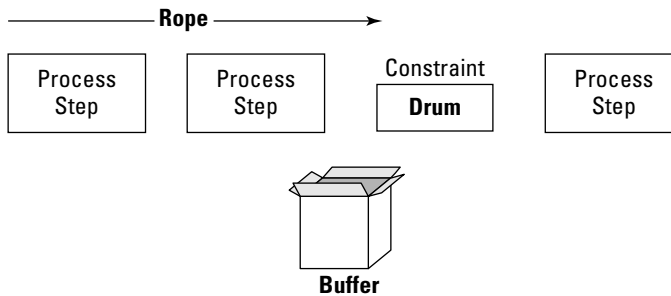 Rope
Process
Step
Process
Step
Constraint
Drum
Process
Step
Buffer